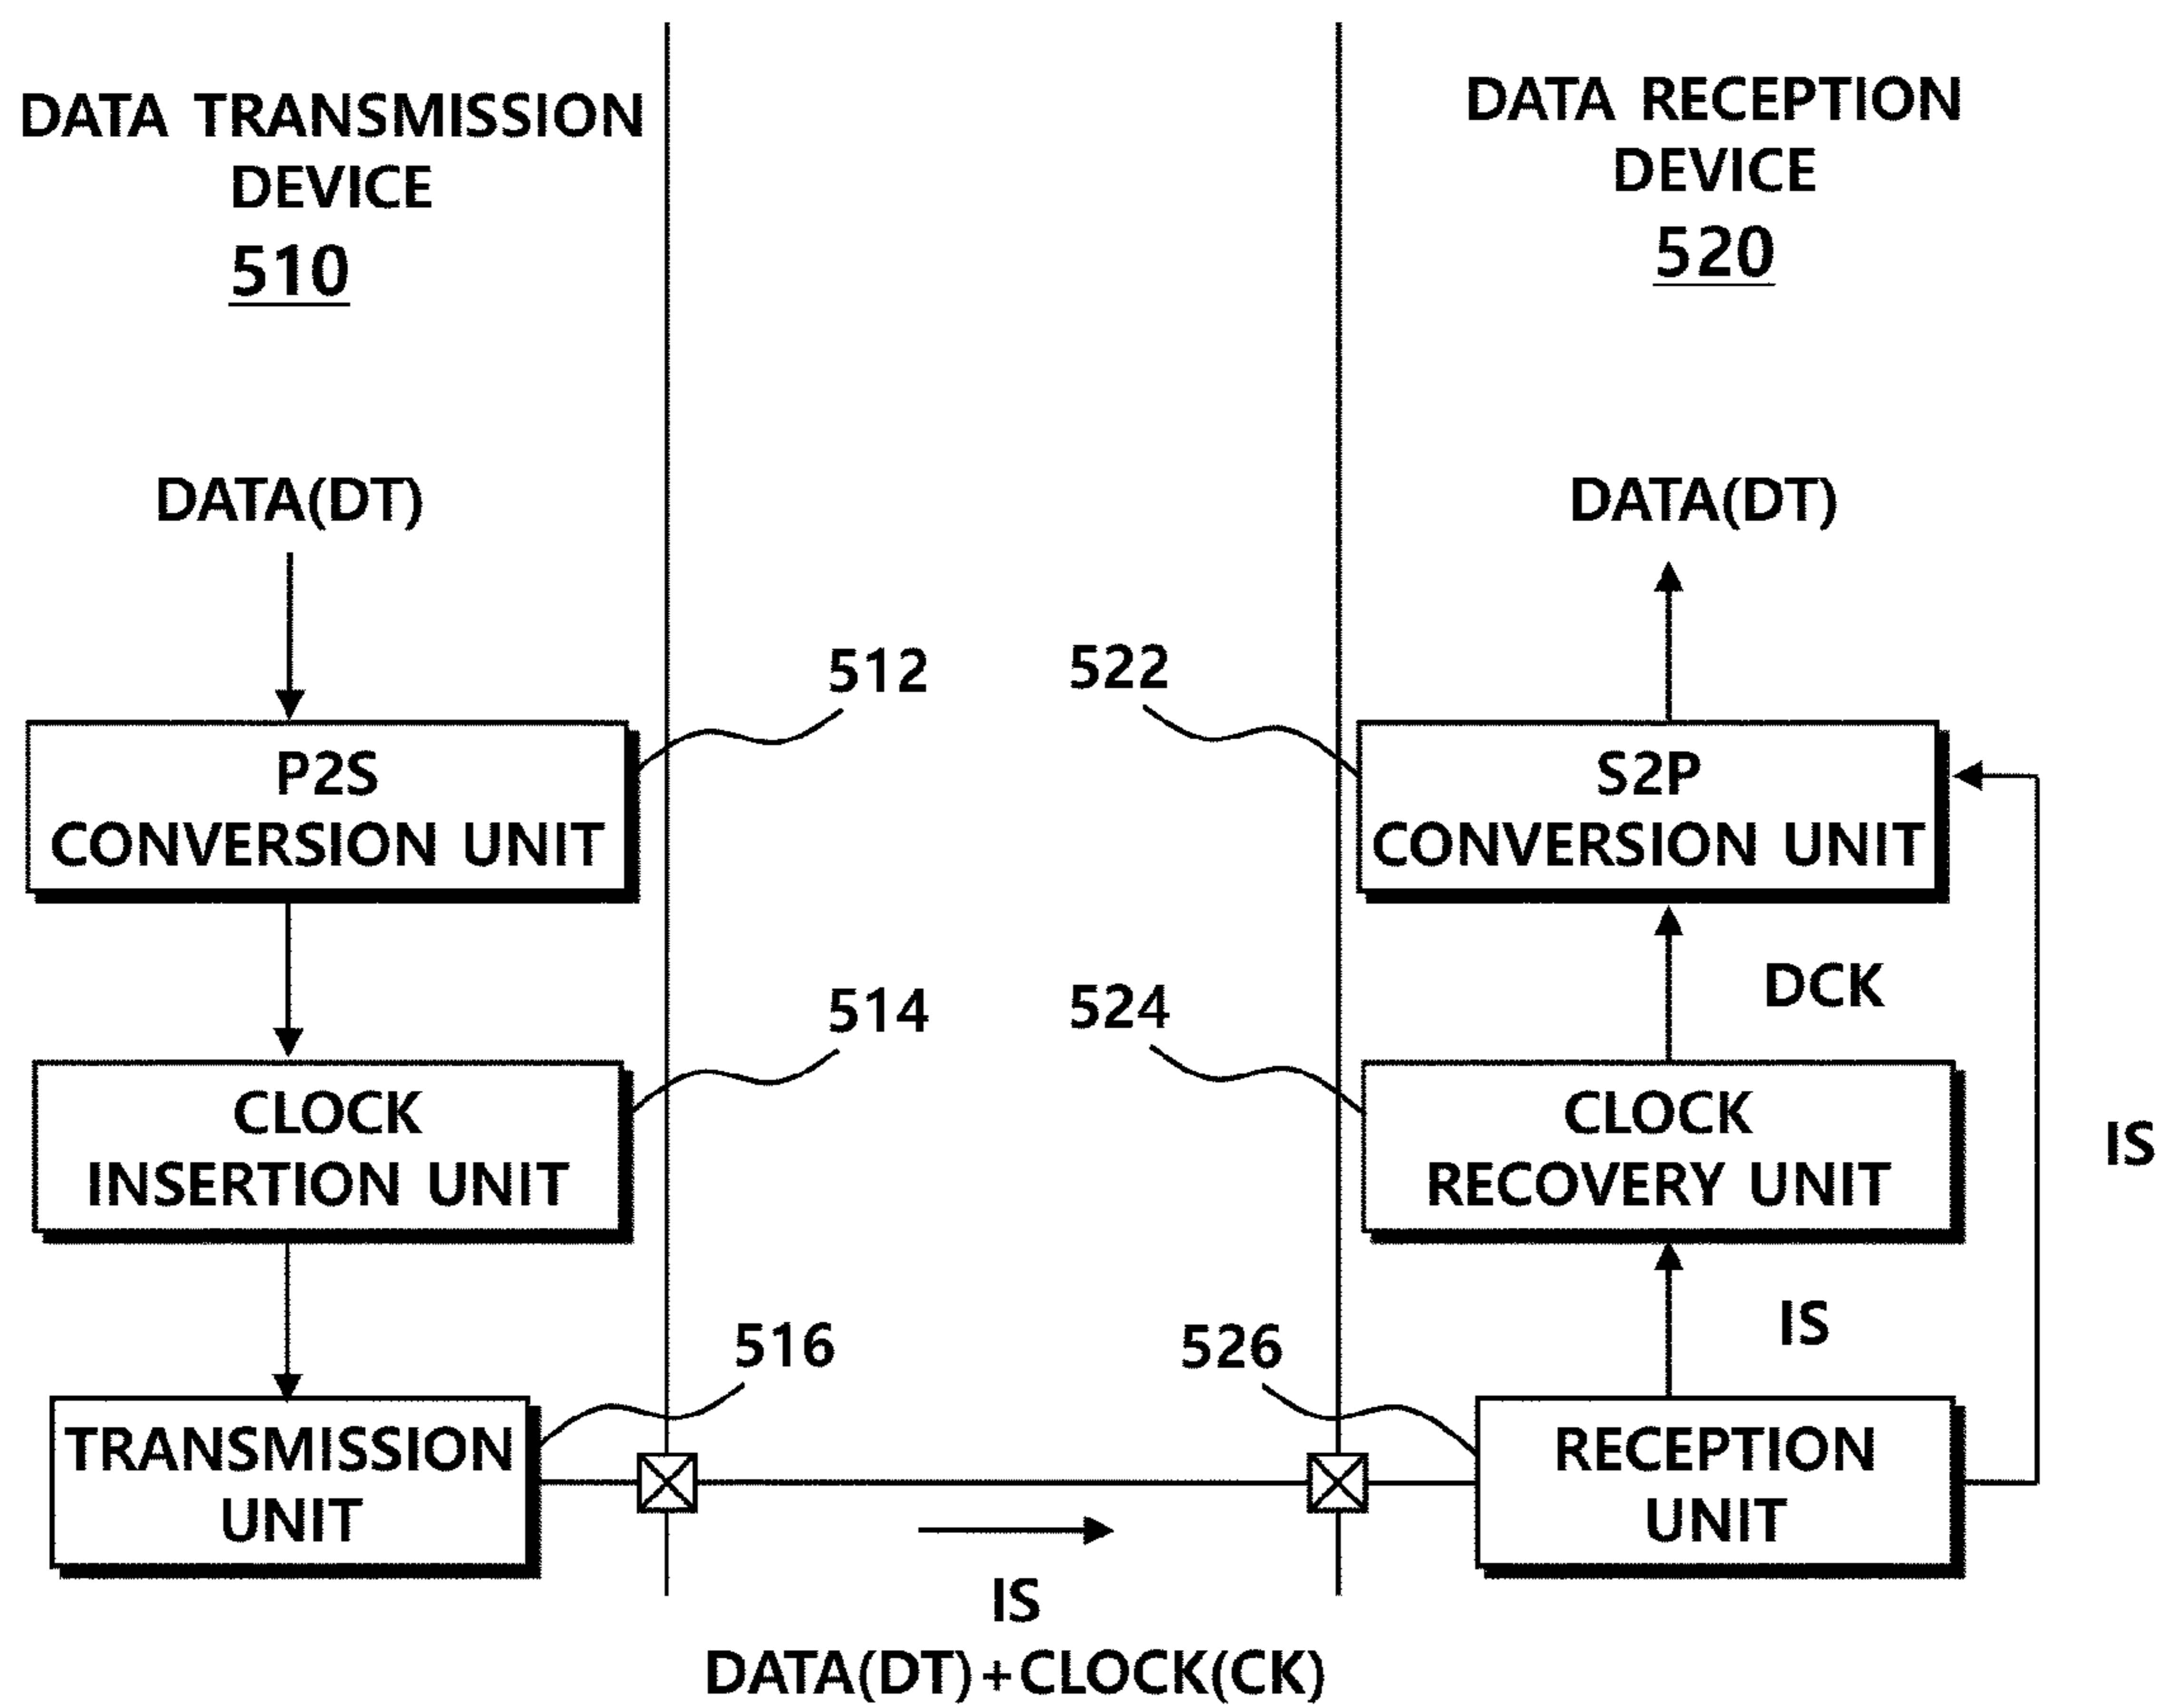 DATA TRANSMISSION
DEVICE
510
DATA RECEPTION
DEVICE
520
DATA(DT)
DATA(DT)
512
522
P2S
CONVERSION UNIT
S2P
CONVERSION UNIT
514
524
DCK
CLOCK
INSERTION UNIT
CLOCK
RECOVERY UNIT
IS
516
526
IS
TRANSMISSION
UNIT
RECEPTION
UNIT
IS
DATA(DT)+CLOCK(CK)